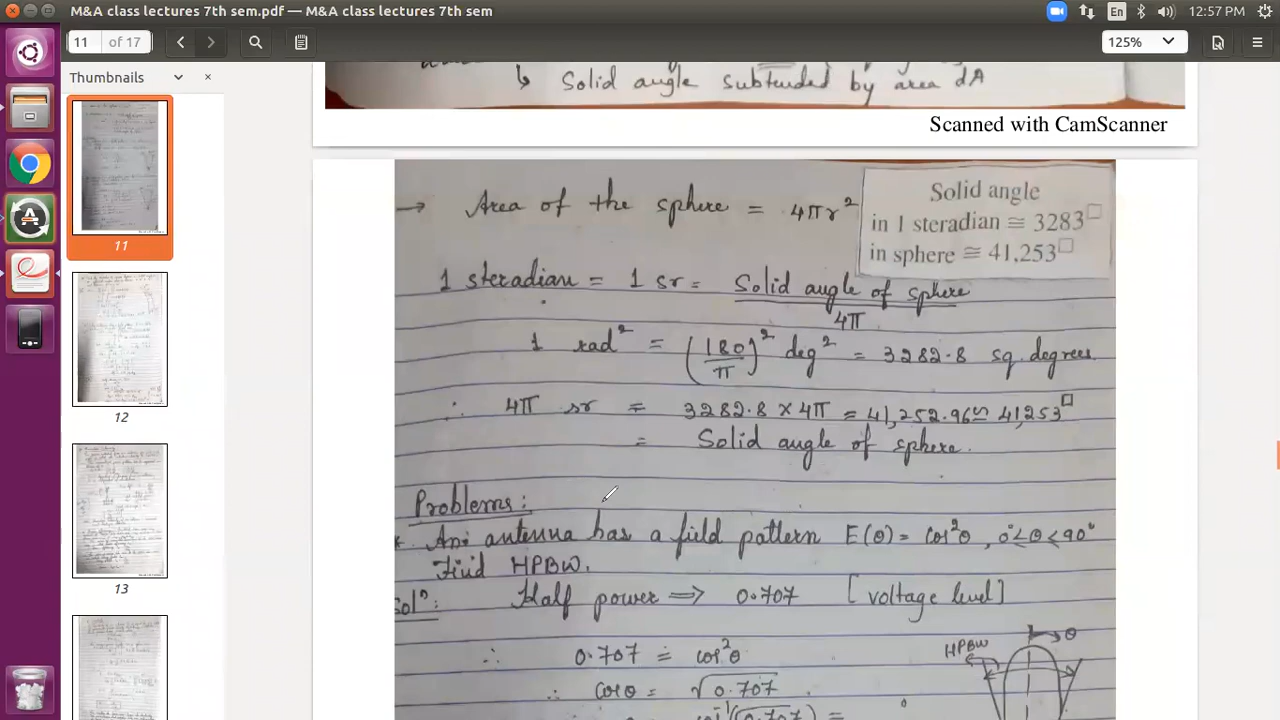 M&A class lectures 7th sem.pdf — M&A class lectures 7th sem
En
12:57 PM
11 of 17
125%
Thumbnails
11
12
13
↳ Solid angle subtended by area dA
Scanned with CamScanner
→ Area of the sphere = 4πr²
Solid angle
in 1 steradian ≅ 3283□
in sphere ≅ 41,253□
1 steradian = 1 sr = Solid angle of sphere
4π
1 rad² = (180/π)² deg² = 3282.8 sq. degrees
∴ 4π sr = 3282.8 × 4π = 41,252.96 ≃ 41,253□
= Solid angle of sphere.
Problems:
* An antenna has a field pattern E(θ) = cos²θ, 0°≤θ≤90°
Find HPBW.
Solⁿ: Half power ⟹ 0.707 [voltage level]
∴ 0.707 = cos²θ
∴ cosθ = √0.707
HPBW
θ